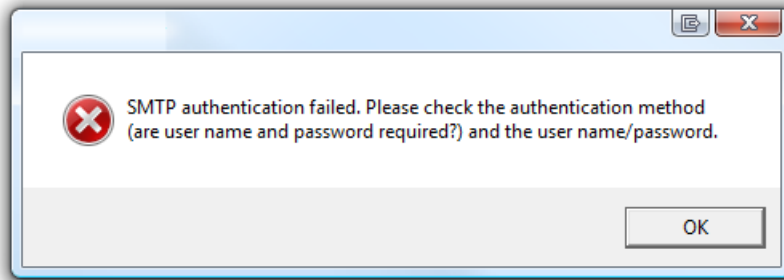 SMTP authentication failed. Please check the authentication method
(are user name and password required?) and the user name/password.
OK